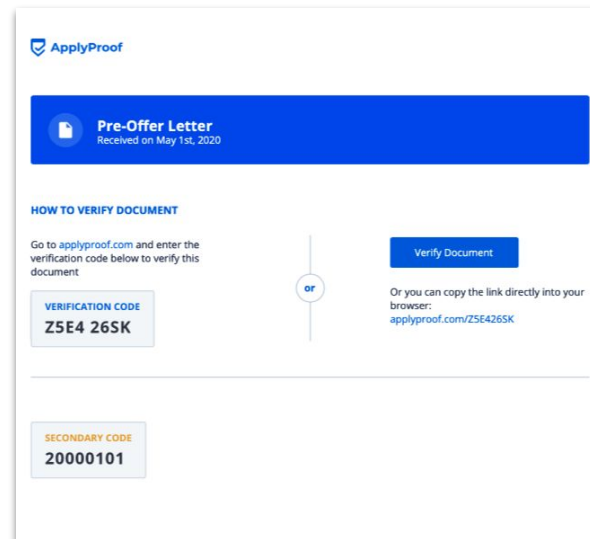 ApplyProof
Pre-Offer Letter
Received on May 1st, 2020
HOW TO VERIFY DOCUMENT
Go to applyproof.com and enter the
verification code below to verify this
document
VERIFICATION CODE
Z5E4 26SK
or
Verify Document
Or you can copy the link directly into your
browser:
applyproof.com/Z5E426SK
SECONDARY CODE
20000101